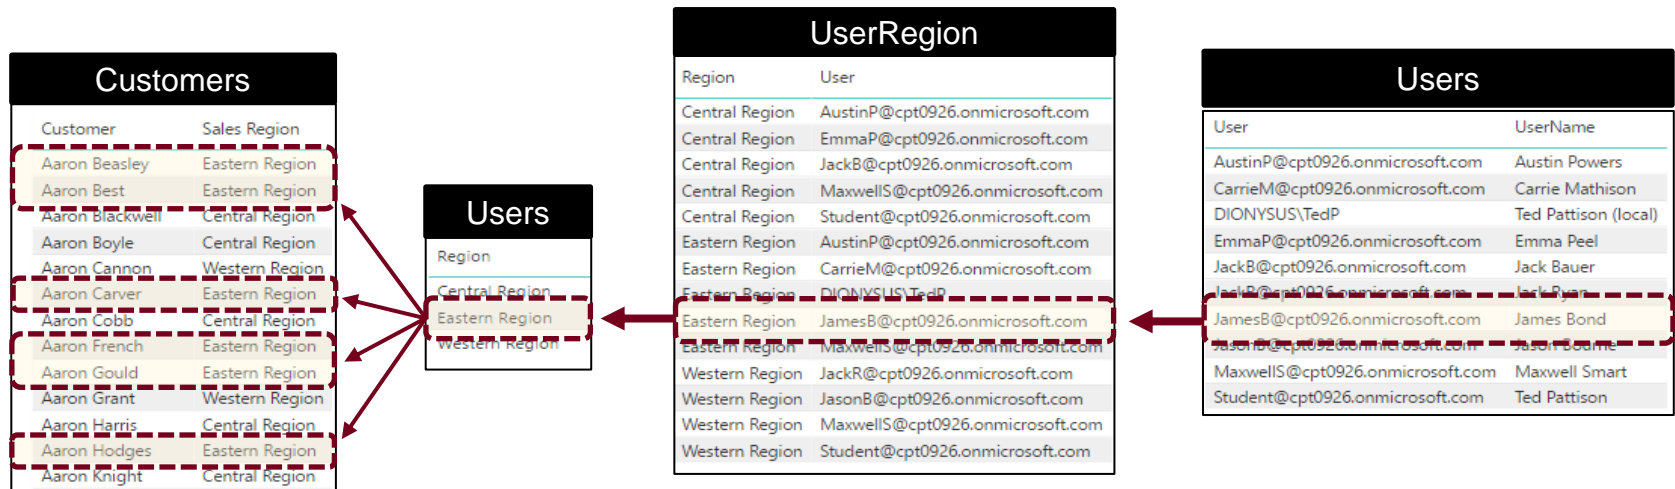 Customers
Customer Sales Region
Aaron Beasley Eastern Region
Aaron Best Eastern Region
Aaron Blackwell Central Region
Aaron Boyle Central Region
Aaron Cannon Western Region
Aaron Carver Eastern Region
Aaron Cobb Central Region
Aaron French Eastern Region
Aaron Gould Eastern Region
Aaron Grant Western Region
Aaron Harris Central Region
Aaron Hodges Eastern Region
Aaron Knight Central Region
Users
Region
Central Region
Eastern Region
Western Region
UserRegion
Region User
Central Region AustinP@cpt0926.onmicrosoft.com
Central Region EmmaP@cpt0926.onmicrosoft.com
Central Region JackB@cpt0926.onmicrosoft.com
Central Region MaxwellS@cpt0926.onmicrosoft.com
Central Region Student@cpt0926.onmicrosoft.com
Eastern Region AustinP@cpt0926.onmicrosoft.com
Eastern Region CarrieM@cpt0926.onmicrosoft.com
Eastern Region DIONYSUS\TedP
Eastern Region JamesB@cpt0926.onmicrosoft.com
Eastern Region MaxwellS@cpt0926.onmicrosoft.com
Western Region JackR@cpt0926.onmicrosoft.com
Western Region JasonB@cpt0926.onmicrosoft.com
Western Region MaxwellS@cpt0926.onmicrosoft.com
Western Region Student@cpt0926.onmicrosoft.com
Users
User UserName
AustinP@cpt0926.onmicrosoft.com Austin Powers
CarrieM@cpt0926.onmicrosoft.com Carrie Mathison
DIONYSUS\TedP Ted Pattison (local)
EmmaP@cpt0926.onmicrosoft.com Emma Peel
JackB@cpt0926.onmicrosoft.com Jack Bauer
JackR@cpt0926.onmicrosoft.com Jack Ryan
JamesB@cpt0926.onmicrosoft.com James Bond
JasonB@cpt0926.onmicrosoft.com Jason Bourne
MaxwellS@cpt0926.onmicrosoft.com Maxwell Smart
Student@cpt0926.onmicrosoft.com Ted Pattison